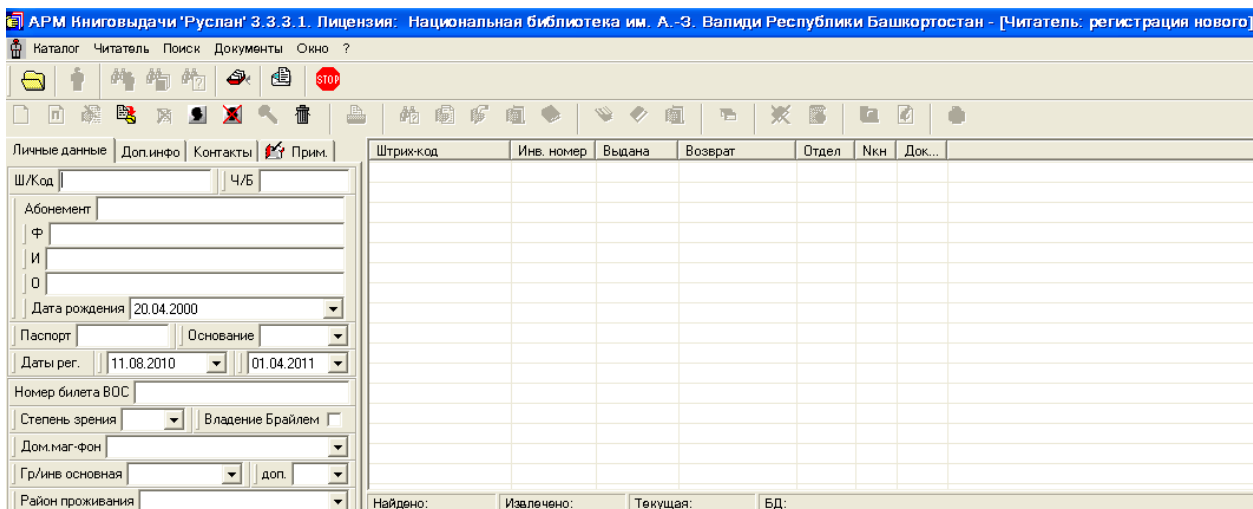 АРМ Книговыдачи 'Руслан' 3.3.3.1. Лицензия: Национальная библиотека им. А.-З. Валиди Республики Башкортостан - [Читатель: регистрация нового]
Каталог Читатель Поиск Документы Окно ?
STOP
Личные данные Доп.инфо Контакты Прим.
Штрих-код Инв. номер Выдана Возврат Отдел Nкн Док...
Ш/Код Ч/Б
Абонемент
Ф
И
О
Дата рождения 20.04.2000
Паспорт Основание
Даты рег. 11.08.2010 01.04.2011
Номер билета ВОС
Степень зрения Владение Брайлем
Дом.маг-фон
Гр/инв основная доп.
Район проживания
Найдено: Извлечено: Текущая: БД: